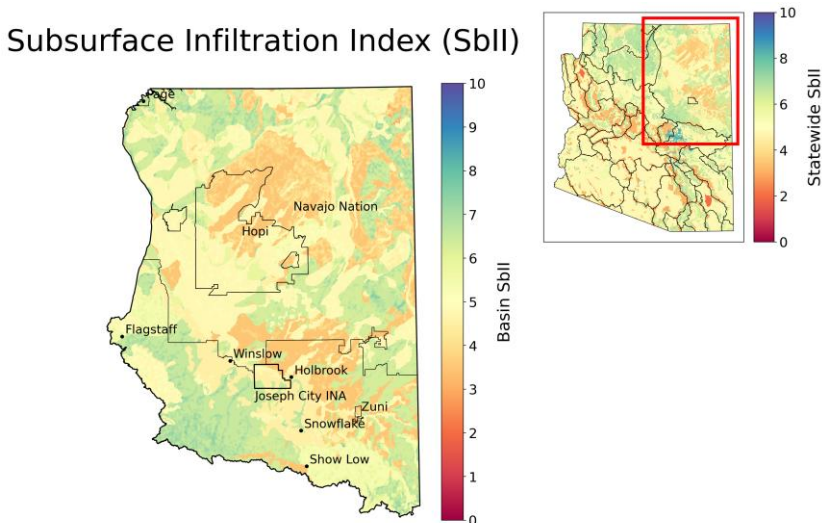 Subsurface Infiltration Index (SbII)
Page
Navajo Nation
Hopi
Flagstaff
Winslow
Holbrook
Joseph City INA
Zuni
Snowflake
Show Low
10
9
8
7
6
5
4
3
2
1
0
Basin SbII
10
8
6
4
2
0
Statewide SbII